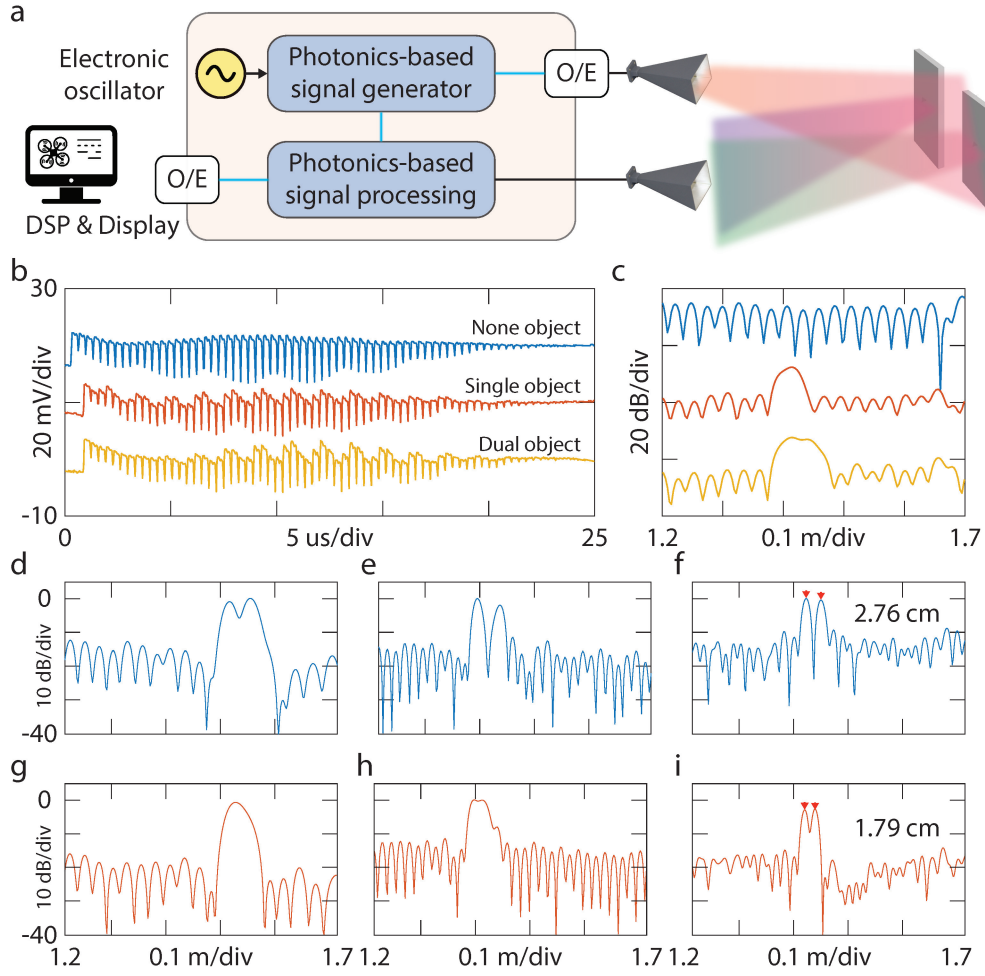 a
Electronic
oscillator
Photonics-based
signal generator
O/E
O/E
Photonics-based
signal processing
DSP & Display
b
30
20 mV/div
-10
None object
Single object
Dual object
0
5 us/div
25
c
20 dB/div
1.2
0.1 m/div
1.7
d
0
10 dB/div
-40
e
f
2.76 cm
g
0
10 dB/div
-40
1.2
0.1 m/div
1.7
h
1.2
0.1 m/div
1.7
i
1.79 cm
1.2
0.1 m/div
1.7